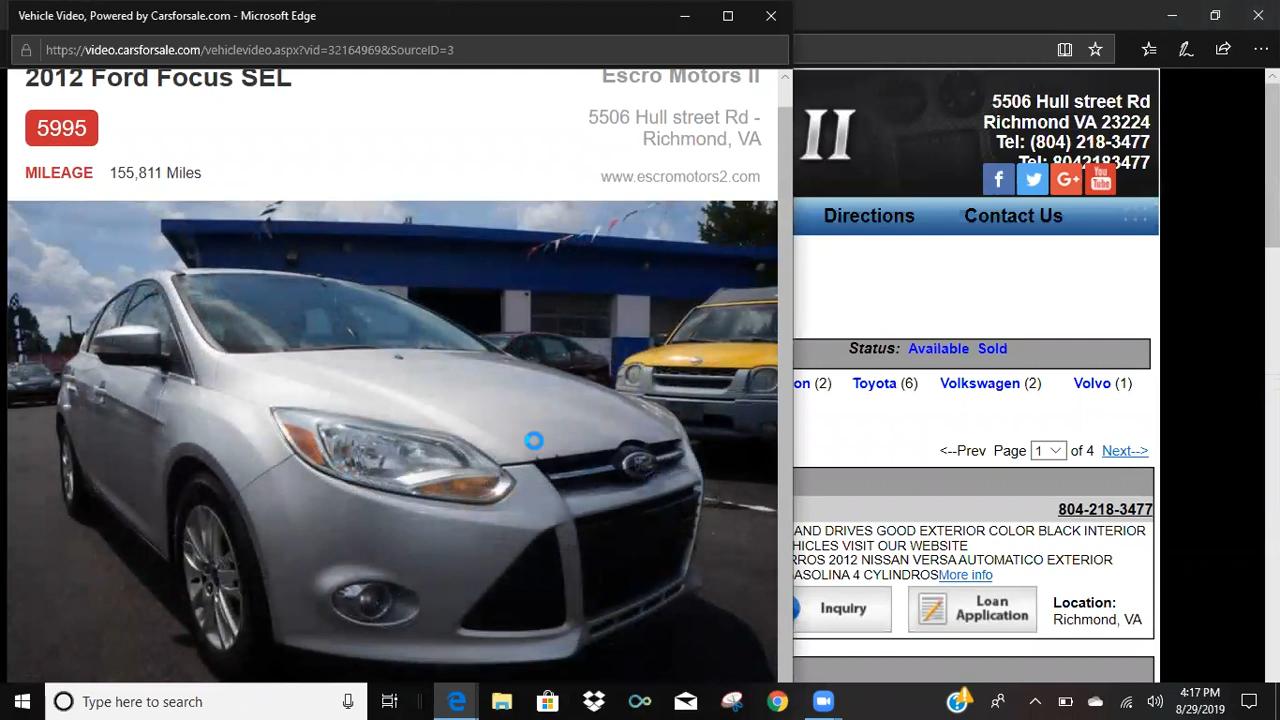 Vehicle Video, Powered by Carsforsale.com - Microsoft Edge
https://video.carsforsale.com/vehiclevideo.aspx?vid=32164969&SourceID=3
2012 Ford Focus SEL
Escro Motors II
5995
5506 Hull street Rd -
Richmond, VA
MILEAGE 155,811 Miles
www.escromotors2.com
II
5506 Hull street Rd
Richmond VA 23224
Tel: (804) 218-3477
Tel: 8042183477
f
G+
You
Tube
Directions
Contact Us
Status: Available Sold
on (2) Toyota (6) Volkswagen (2) Volvo (1)
<--Prev Page 1 of 4 Next-->
804-218-3477
AND DRIVES GOOD EXTERIOR COLOR BLACK INTERIOR
HICLES VISIT OUR WEBSITE
RROS 2012 NISSAN VERSA AUTOMATICO EXTERIOR
ASOLINA 4 CYLINDROSMore info
Inquiry
Loan
Application
Location:
Richmond, VA
Type here to search
4:17 PM
8/29/2019